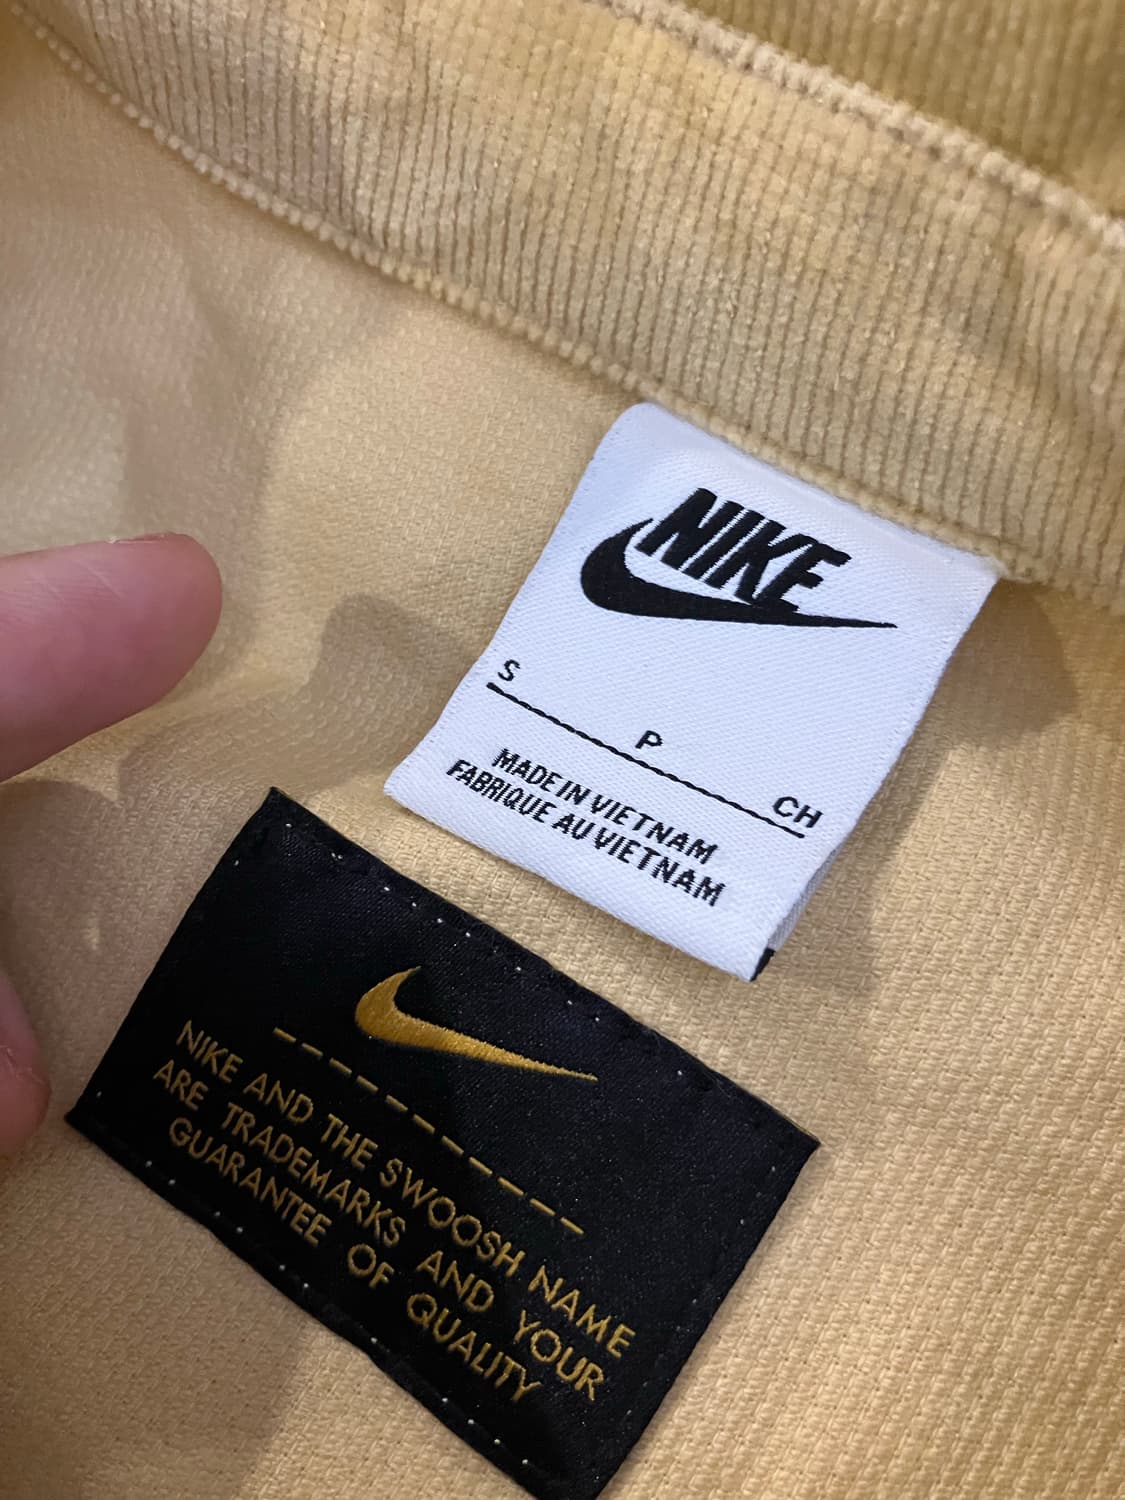 NIKE
S
P
CH
MADE IN VIETNAM
FABRIQUE AU VIETNAM
NIKE AND THE SWOOSH NAME
ARE TRADEMARKS AND YOUR
GUARANTEE OF QUALITY